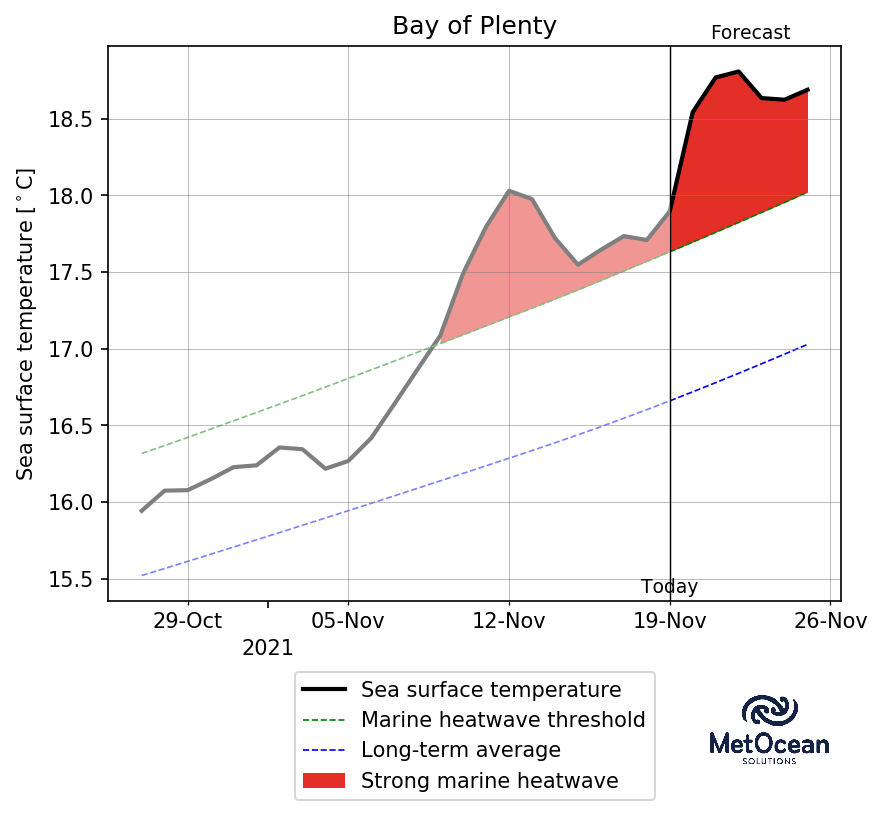 Bay of Plenty
Forecast
Sea surface temperature [°C]
18.5
18.0
17.5
17.0
16.5
16.0
15.5
Today
29-Oct 05-Nov 12-Nov 19-Nov 26-Nov
2021
Sea surface temperature
Marine heatwave threshold
Long-term average
Strong marine heatwave
MetOcean
SOLUTIONS